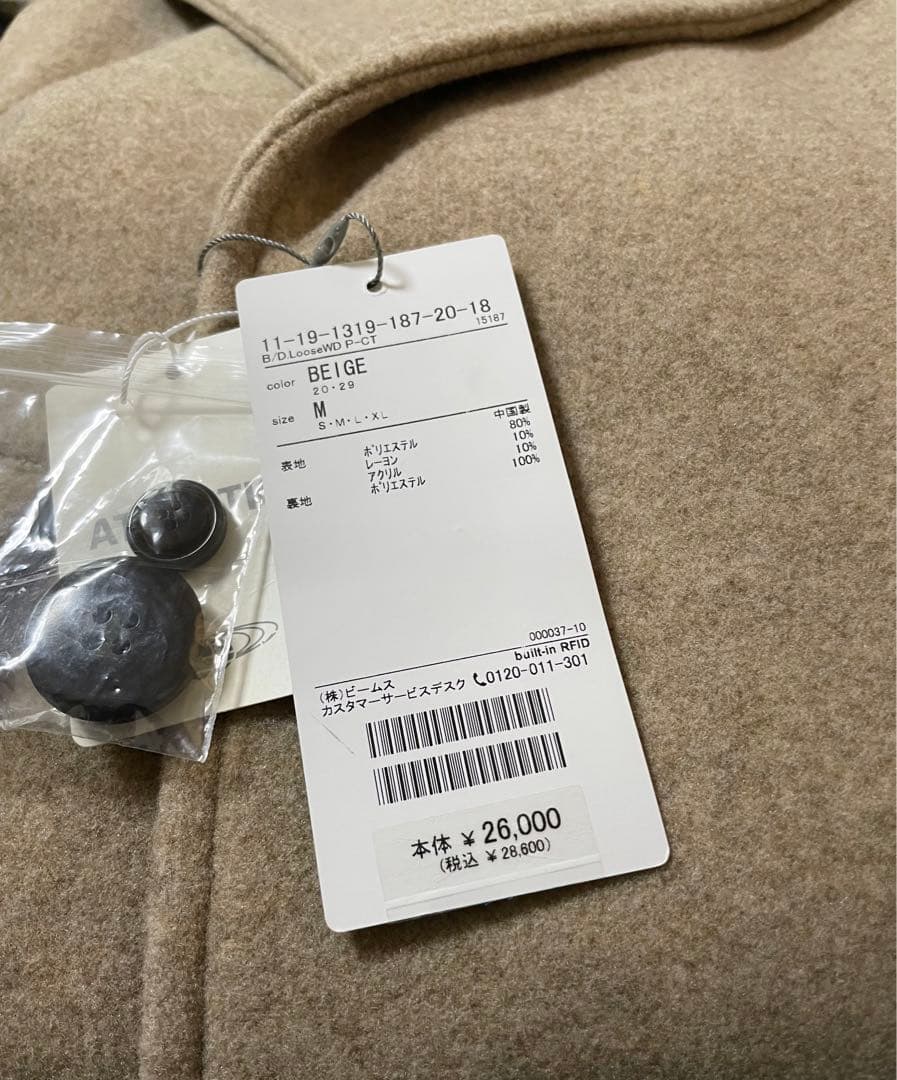 11-19-1319-187-20-18
B/D.LooseWD P-CT 15187
color BEIGE
20・29
size M
S・M・L・XL
中国製
表地 ポリエステル 80%
レーヨン 10%
アクリル 10%
裏地 ポリエステル 100%
000037-10
built-in RFID
(株)ビームス
カスタマーサービスデスク 0120-011-301
本体 ¥26,000
(税込 ¥28,600)